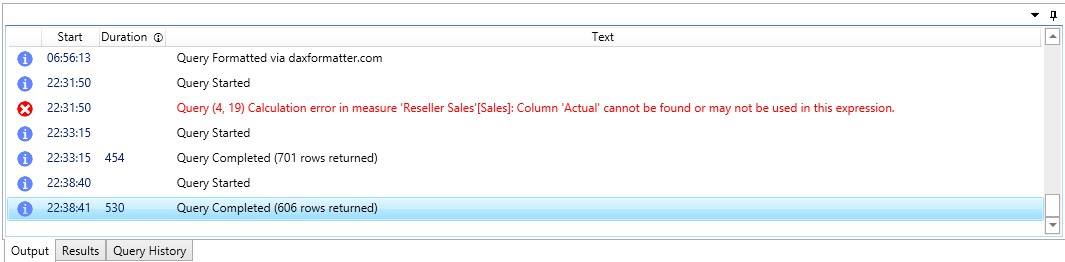 Start Duration Text
06:56:13 Query Formatted via daxformatter.com
22:31:50 Query Started
22:31:50 Query (4, 19) Calculation error in measure 'Reseller Sales'[Sales]: Column 'Actual' cannot be found or may not be used in this expression.
22:33:15 Query Started
22:33:15 454 Query Completed (701 rows returned)
22:38:40 Query Started
22:38:41 530 Query Completed (606 rows returned)
Output Results Query History